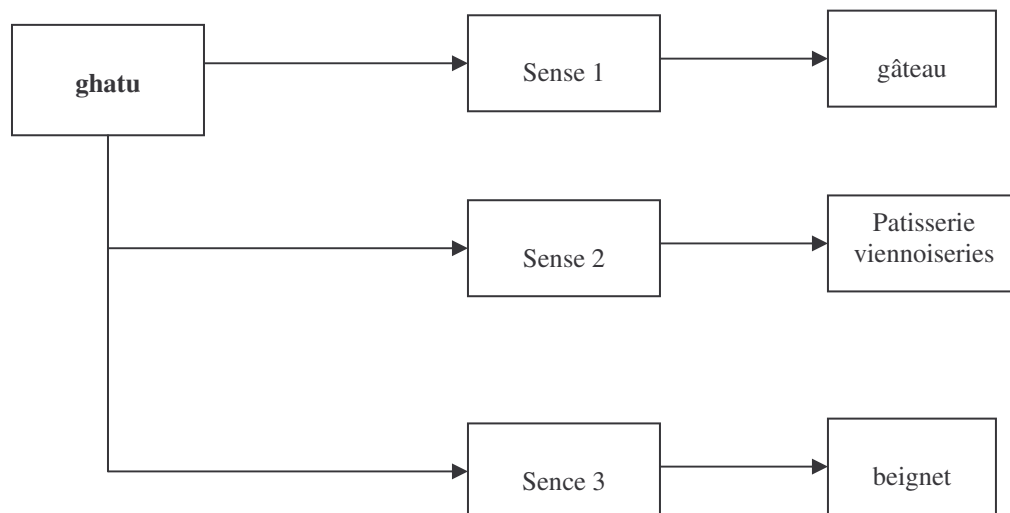 ghatu
Sense 1
gâteau
Sense 2
Patisserie
viennoiseries
Sence 3
beignet